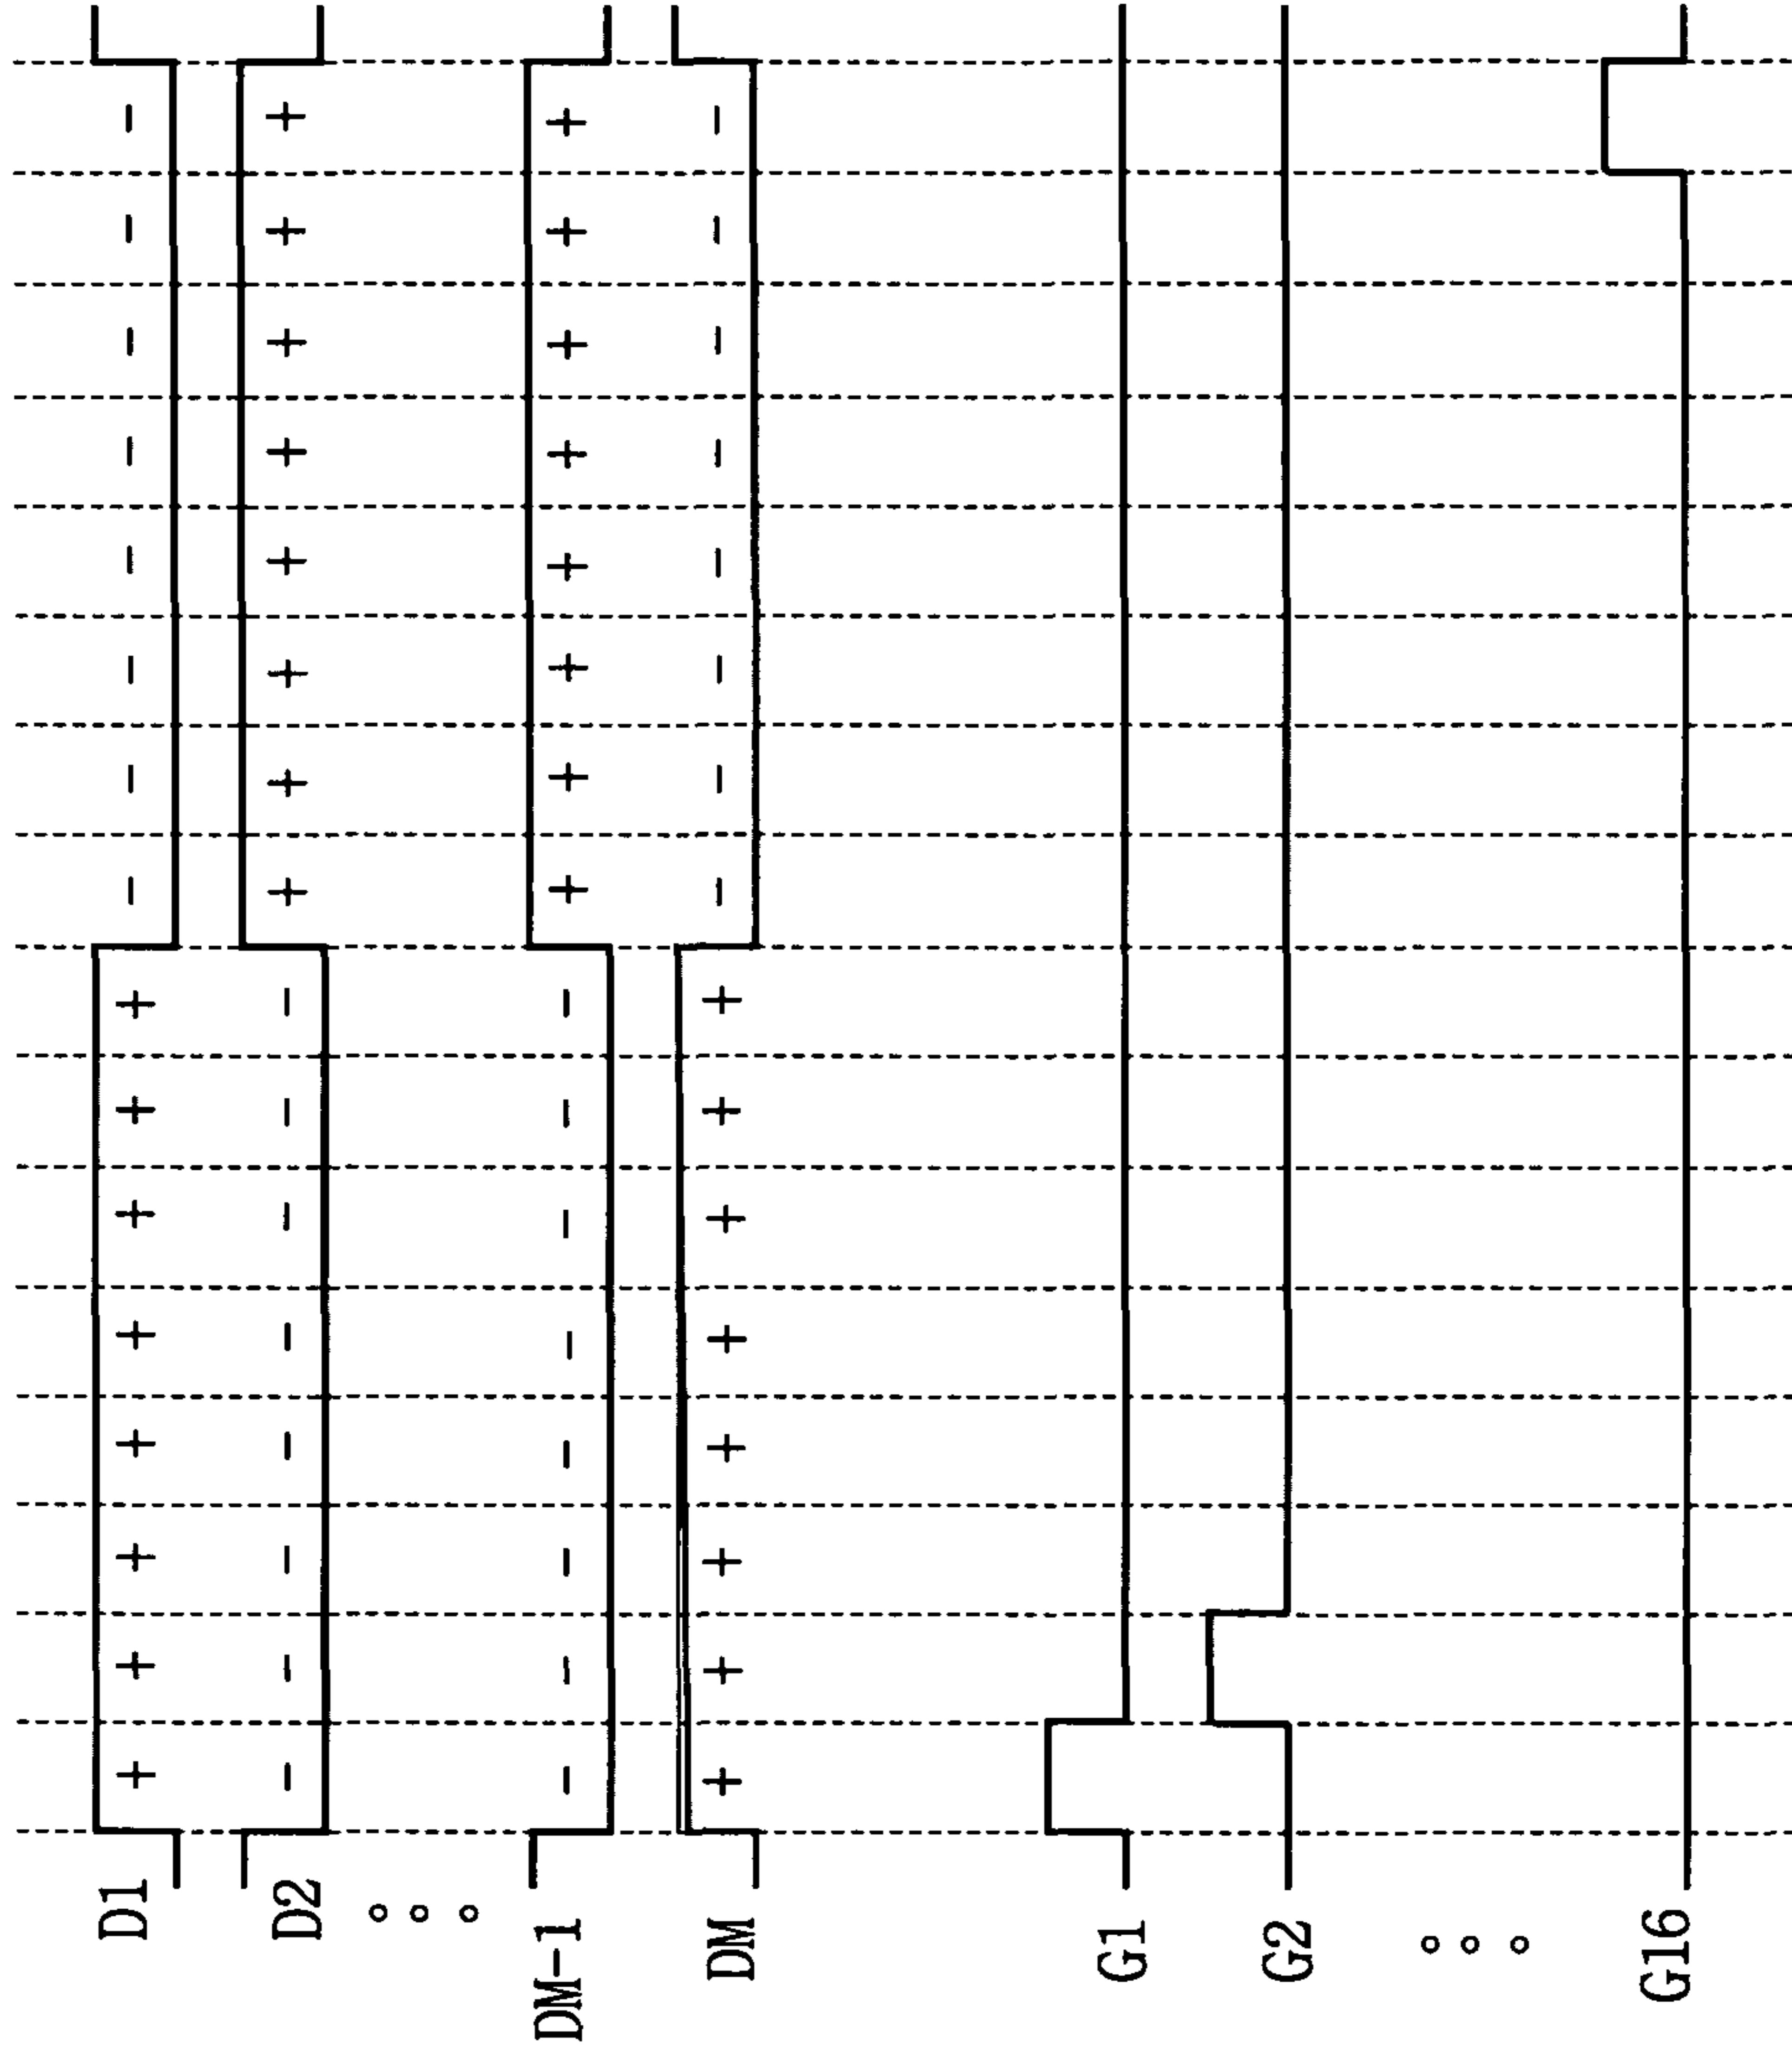 D1 + + + + + + + + − − − − − − − −
D2 − − − − − − − − + + + + + + + +
DM-1 − − − − − − − − + + + + + + + +
DM + + + + + + + + − − − − − − − −
G1
G2
G16